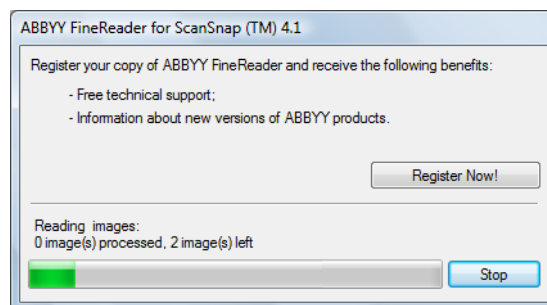 ABBYY FineReader for ScanSnap (TM) 4.1
Register your copy of ABBYY FineReader and receive the following benefits:
- Free technical support;
- Information about new versions of ABBYY products.
Register Now!
Reading images:
0 image(s) processed, 2 image(s) left
Stop